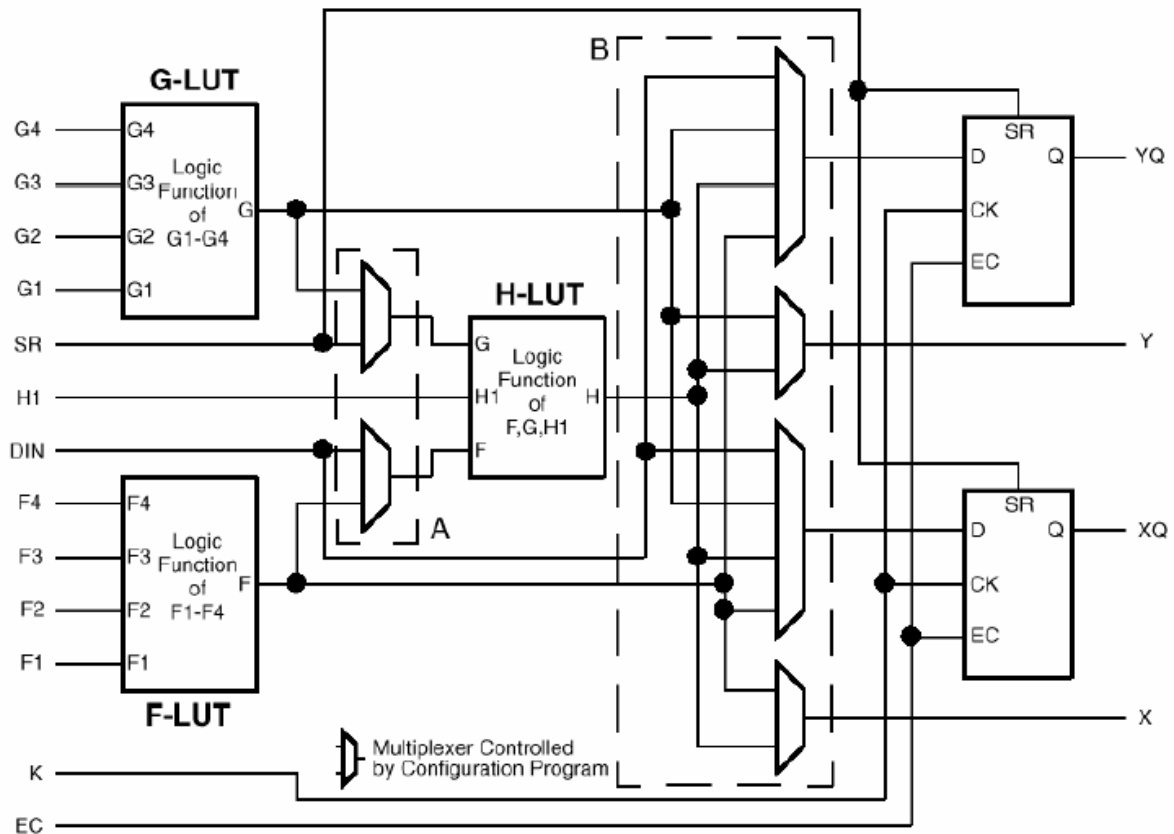 G-LUT
G4
G3
G2
G1
SR
H1
DIN
F4
F3
F2
F1
K
EC
G4
G3
G2
G1
Logic
Function
of
G1-G4
G
F4
F3
F2
F1
Logic
Function
of
F1-F4
F
F-LUT
A
H-LUT
G
H1
F
Logic
Function
of
F,G,H1
H
B
SR
D
CK
EC
Q
YQ
Y
SR
D
CK
EC
Q
XQ
X
Multiplexer Controlled
by Configuration Program